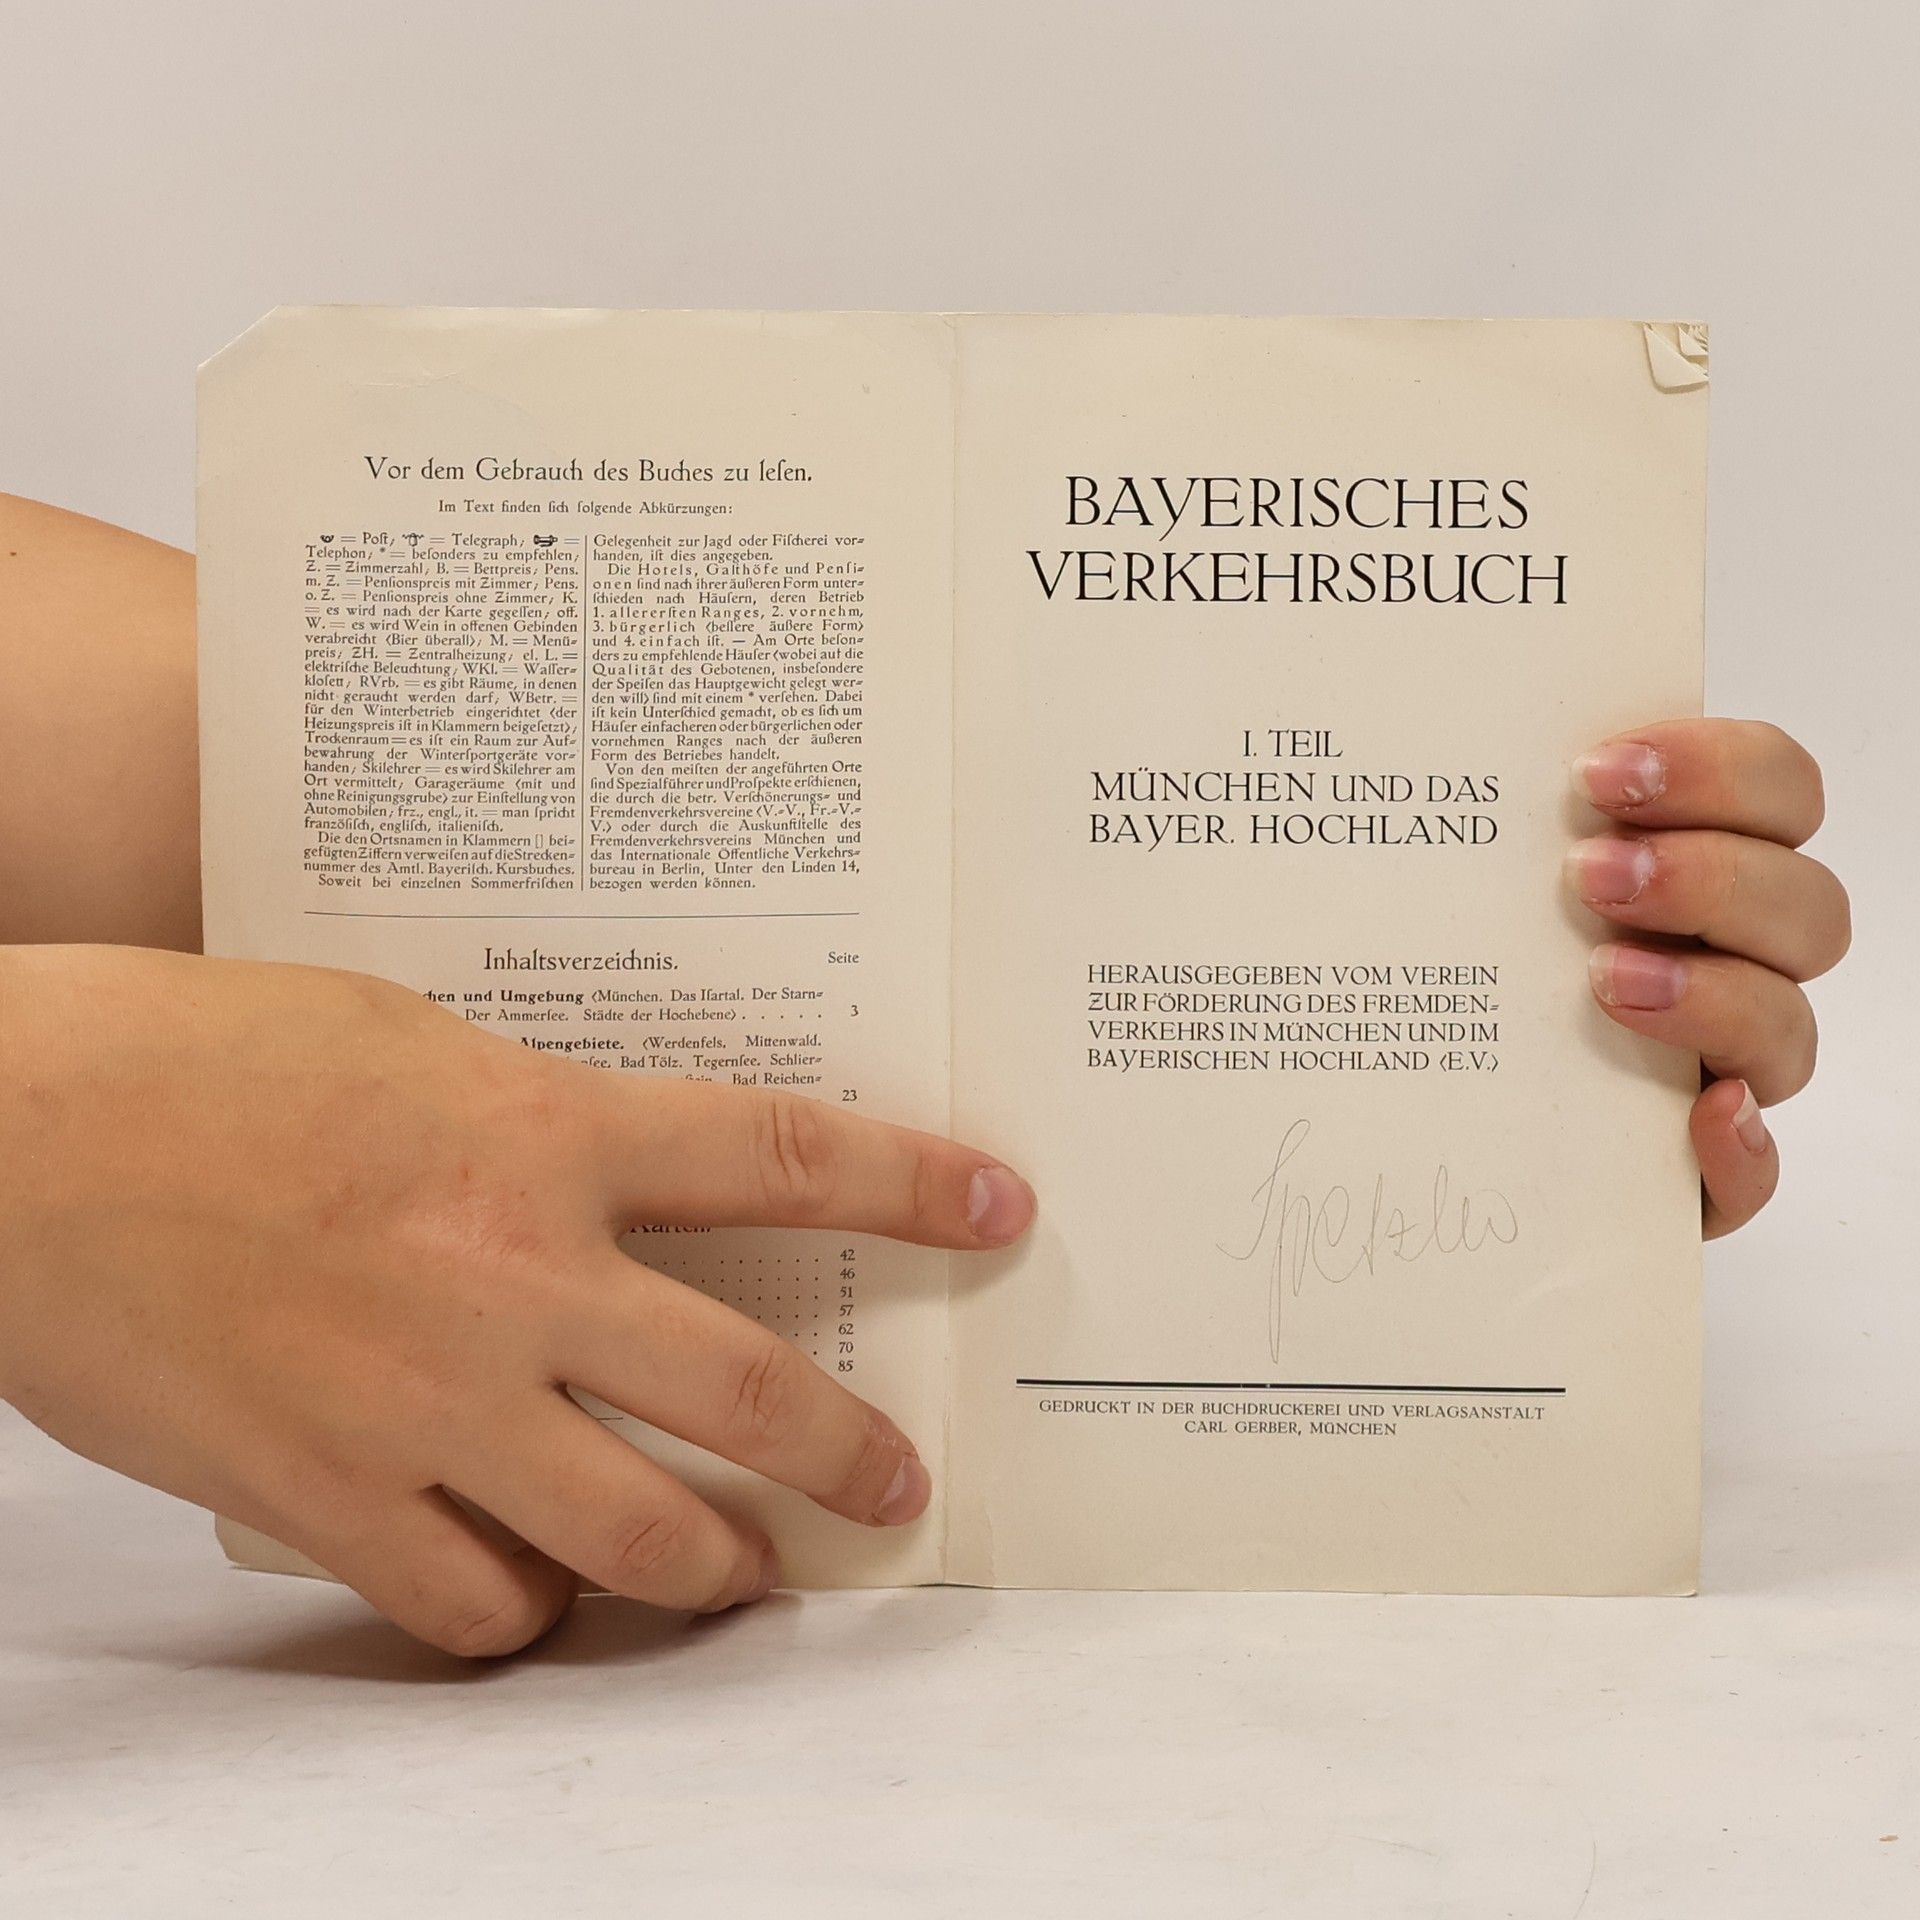 Vor dem Gebrauch des Buches zu leſen.
Im Text finden ſich folgende Abkürzungen:
= Poſt; = Telegraph; =
Telephon; * = beſonders zu empfehlen;
Z. = Zimmerzahl; B. = Bettpreis; Penſ.
m. Z. = Penſionspreis mit Zimmer; Penſ.
o. Z. = Penſionspreis ohne Zimmer; K.
= es wird nach der Karte gegeſſen; off.
W. = es wird Wein in offenen Gebinden
verabreicht (Bier überall); M. = Menü-
preis; ZH. = Zentralheizung; el. L. =
elektriſche Beleuchtung; WKl. = Waſſer-
kloſett; RVrb. = es gibt Räume, in denen
nicht geraucht werden darf; WBetr. =
für den Winterbetrieb eingerichtet (der
Heizungspreis iſt in Klammern beigeſetzt);
Trockenraum = es iſt ein Raum zur Auf-
bewahrung der Winterſportgeräte vor-
handen; Skilehrer = es wird Skilehrer am
Ort vermittelt; Garageräume (mit und
ohne Reinigungsgrube) zur Einſtellung von
Automobilen; frz., engl., it. = man ſpricht
franzöſiſch, engliſch, italieniſch.
Die den Ortsnamen in Klammern [] bei-
gefügten Ziffern verweiſen auf die Strecken-
nummer des Amtl. Bayeriſch. Kursbuches.
Soweit bei einzelnen Sommerfriſchen
Gelegenheit zur Jagd oder Fiſcherei vor-
handen, iſt dies angegeben.
Die Hotels, Gaſthöfe und Penſi-
onen ſind nach ihrer äußeren Form unter-
ſchieden nach Häuſern, deren Betrieb
1. allererſten Ranges, 2. vornehm,
3. bürgerlich (beſſere äußere Form)
und 4. einfach iſt. — Am Orte beſon-
ders zu empfehlende Häuſer (wobei auf die
Qualität des Gebotenen, insbeſondere
der Speiſen das Hauptgewicht gelegt wer-
den will) ſind mit einem * verſehen. Dabei
iſt kein Unterſchied gemacht, ob es ſich um
Häuſer einfacheren oder bürgerlichen oder
vornehmen Ranges nach der äußeren
Form des Betriebes handelt.
Von den meiſten der angeführten Orte
ſind Spezialführer und Proſpekte erſchienen,
die durch die betr. Verſchönerungs- und
Fremdenverkehrsvereine (V.-V., Fr.-V.-
V.) oder durch die Auskunftſtelle des
Fremdenverkehrsvereins München und
das Internationale Öffentliche Verkehrs-
bureau in Berlin, Unter den Linden 14,
bezogen werden können.
Inhaltsverzeichnis. Seite
und Umgebung (München. Das Iſartal. Der Starn-
Der Ammerſee. Städte der Hochebene) . . . . . 3
Alpengebiete. (Werdenfels. Mittenwald.
Bad Tölz. Tegernſee. Schlier-
Bad Reichen-
23
Karten.
42
46
51
57
62
70
85
BAYERISCHES
VERKEHRSBUCH
I. TEIL
MÜNCHEN UND DAS
BAYER. HOCHLAND
HERAUSGEGEBEN VOM VEREIN
ZUR FÖRDERUNG DES FREMDEN-
VERKEHRS IN MÜNCHEN UND IM
BAYERISCHEN HOCHLAND (E.V.)
GEDRUCKT IN DER BUCHDRUCKEREI UND VERLAGSANSTALT
CARL GERBER, MÜNCHEN